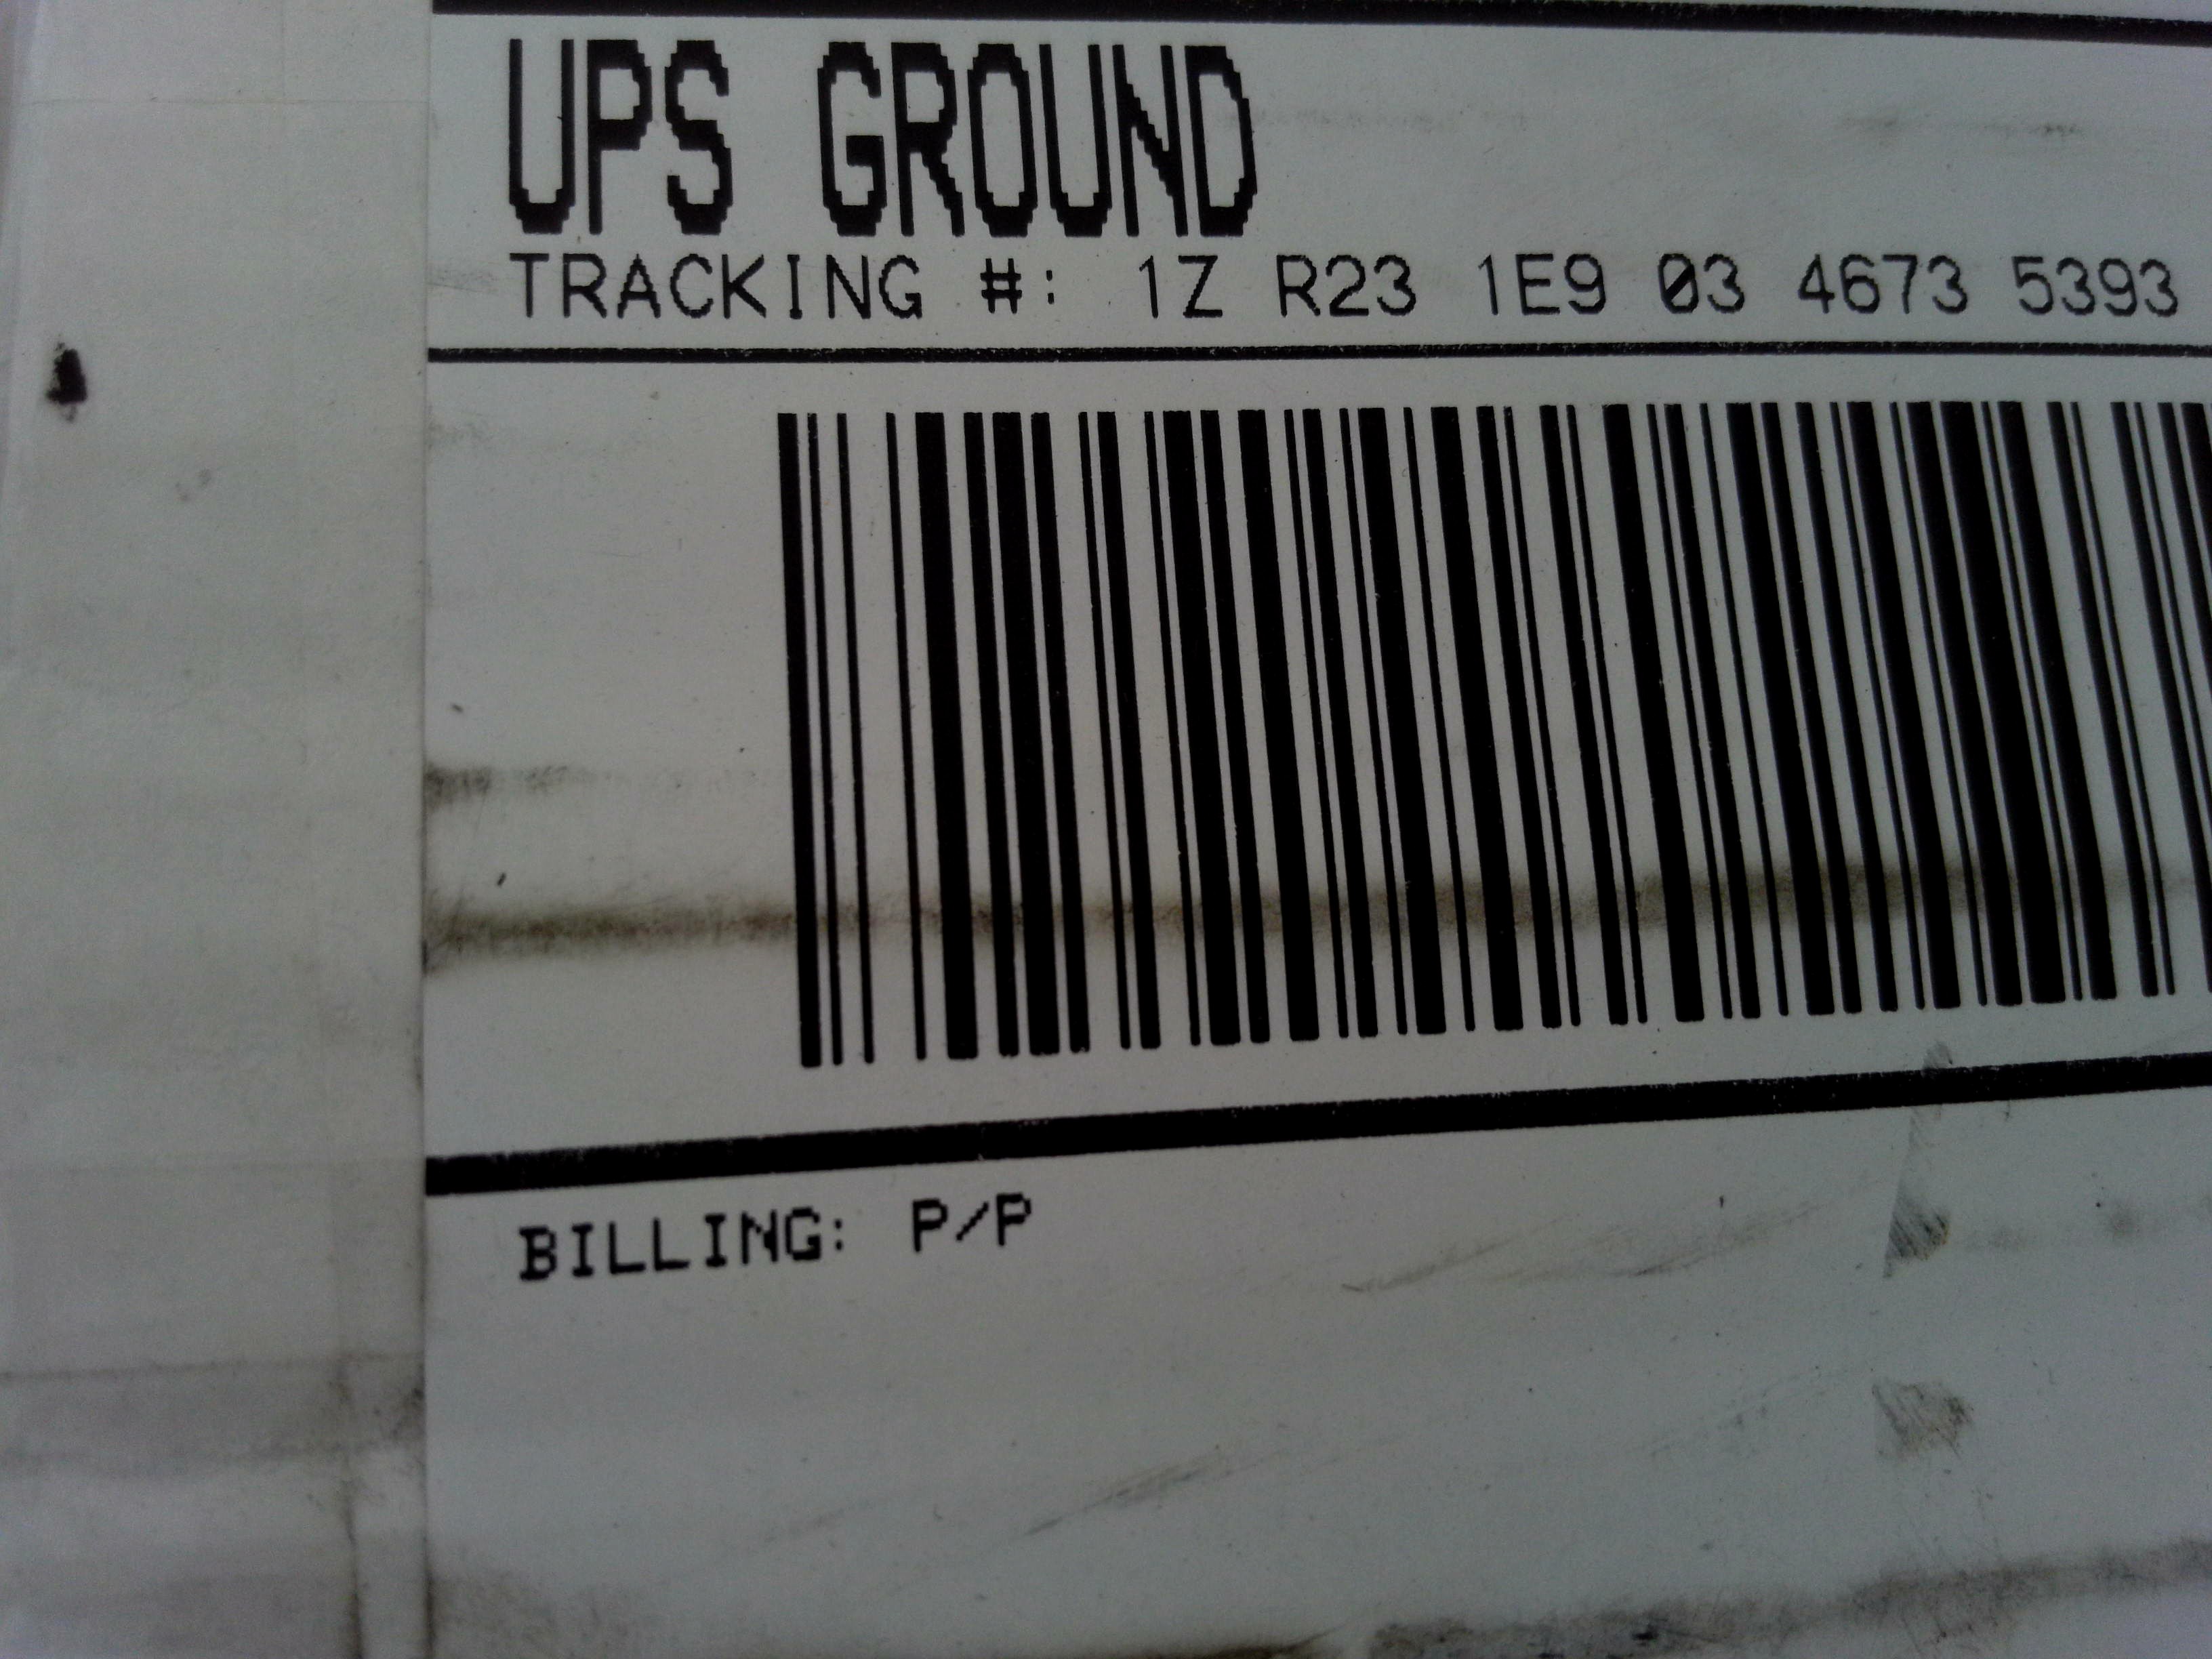 UPS GROUND
TRACKING #: 1Z R23 1E9 03 4673 5393
BILLING: P/P